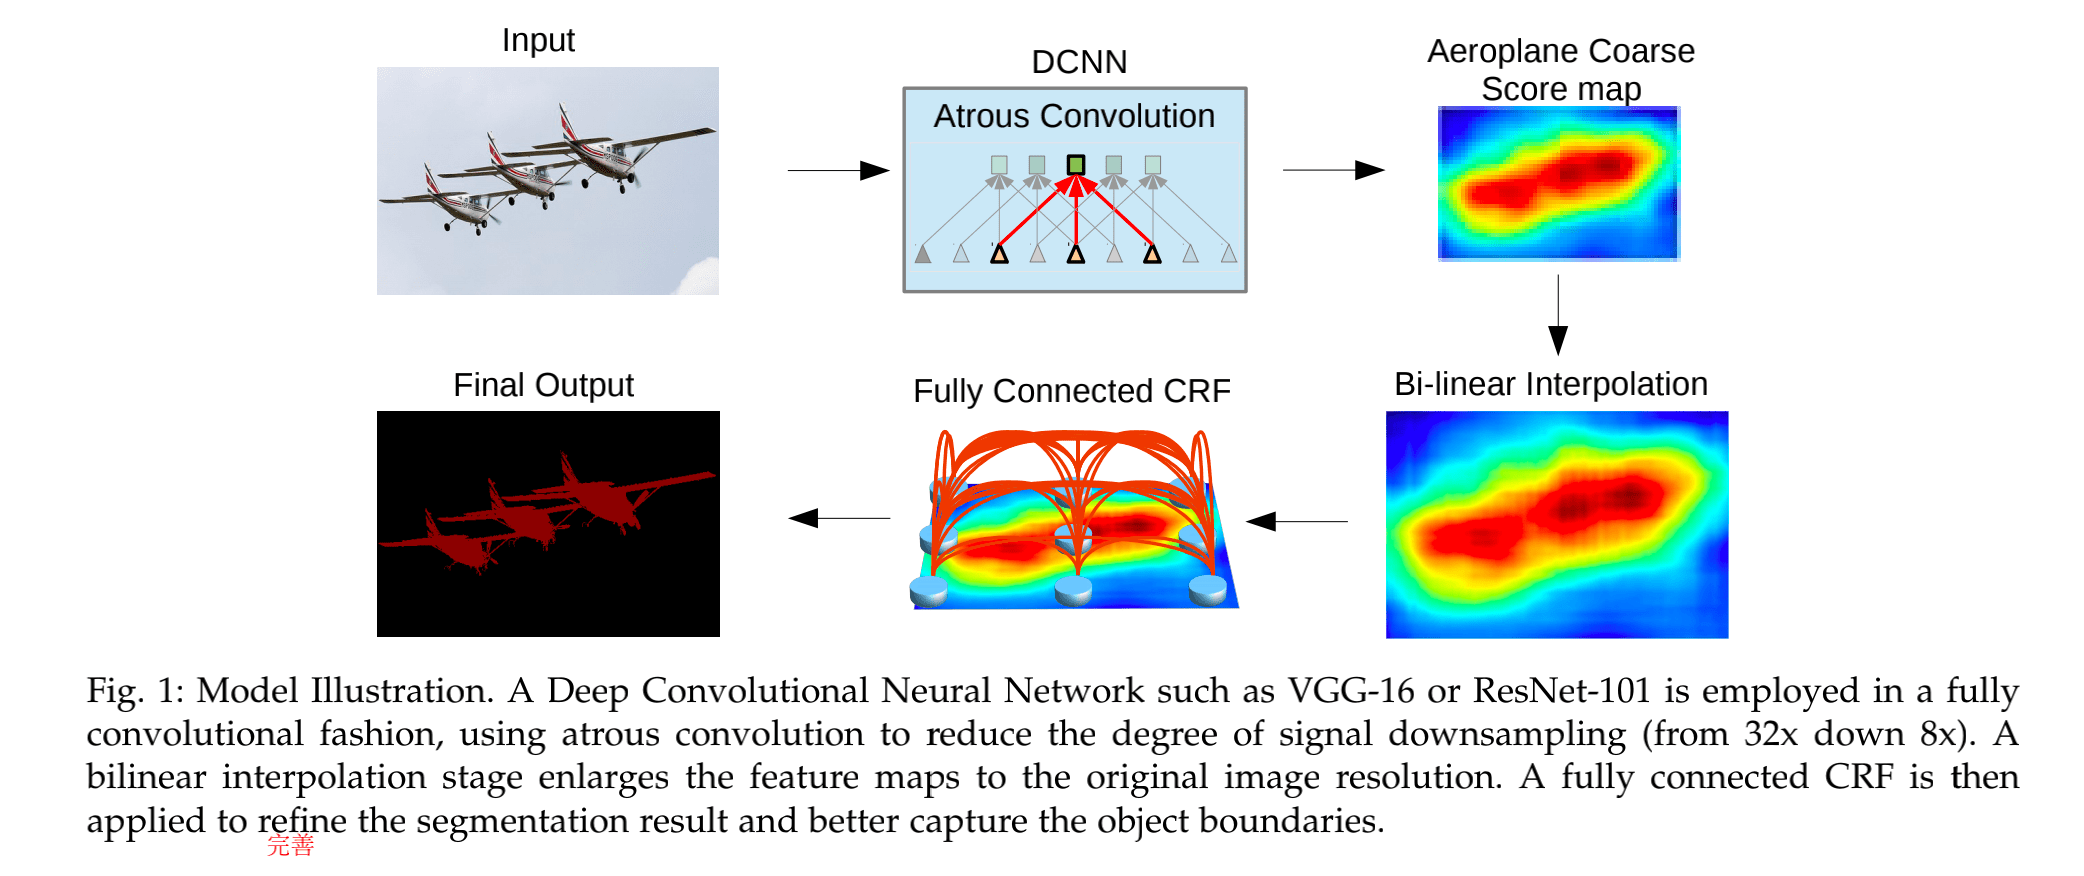 Input
DCNN
Atrous Convolution
Aeroplane Coarse
Score map
Final Output
Fully Connected CRF
Bi-linear Interpolation
Fig. 1: Model Illustration. A Deep Convolutional Neural Network such as VGG-16 or ResNet-101 is employed in a fully
convolutional fashion, using atrous convolution to reduce the degree of signal downsampling (from 32x down 8x). A
bilinear interpolation stage enlarges the feature maps to the original image resolution. A fully connected CRF is then
applied to refine the segmentation result and better capture the object boundaries.
完善